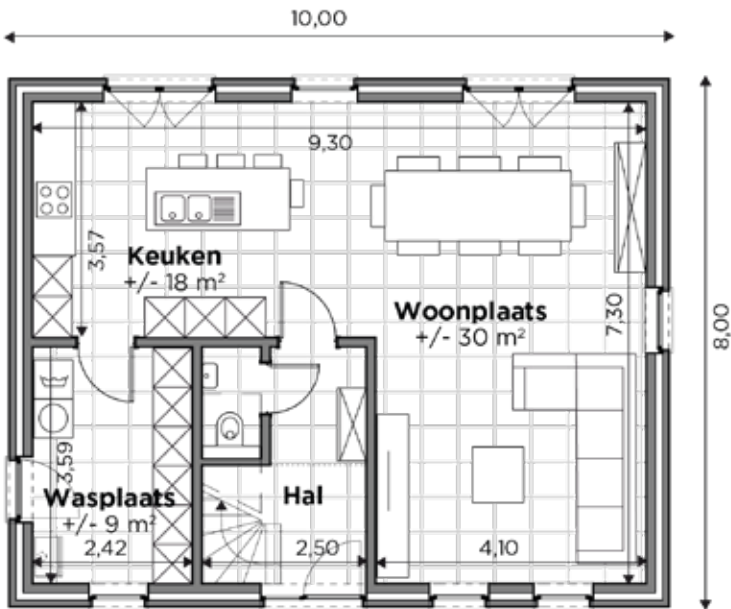 10,00
9,30
3,57
Keuken
+/- 18 m²
Woonplaats
+/- 30 m²
7,30
8,00
3,59
Wasplaats
+/- 9 m²
Hal
2,42
2,50
4,10